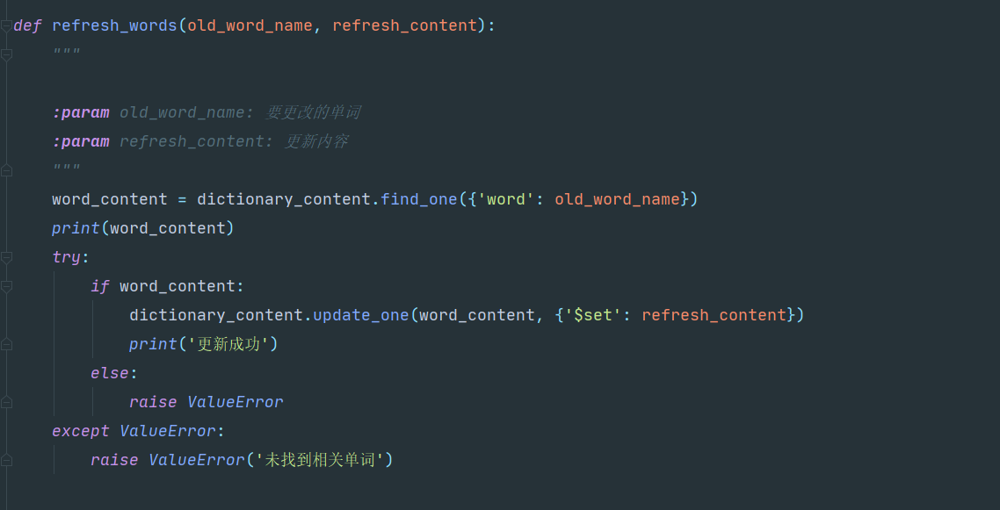 def refresh_words(old_word_name, refresh_content):
    """

    :param old_word_name: 要更改的单词
    :param refresh_content: 更新内容
    """
    word_content = dictionary_content.find_one({'word': old_word_name})
    print(word_content)
    try:
        if word_content:
            dictionary_content.update_one(word_content, {'$set': refresh_content})
            print('更新成功')
        else:
            raise ValueError
    except ValueError:
        raise ValueError('未找到相关单词')